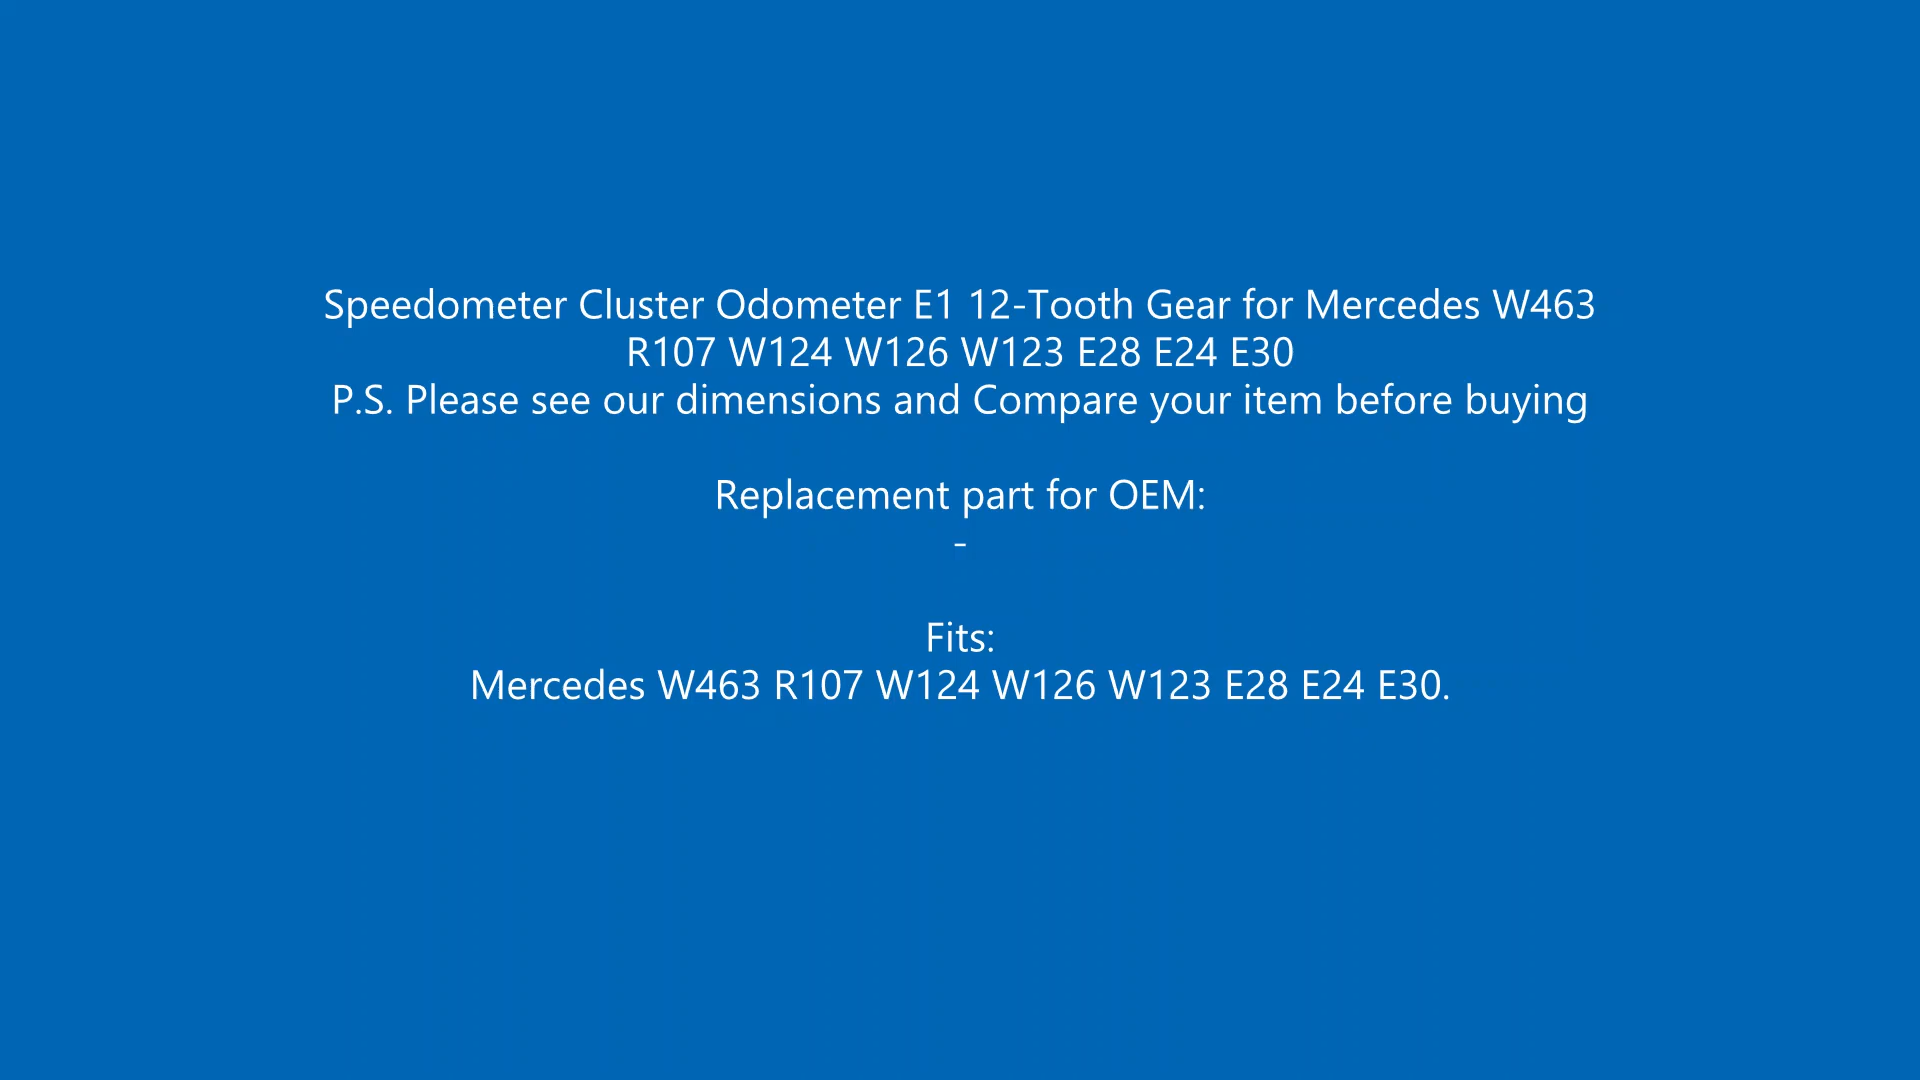 Speedometer Cluster Odometer E1 12-Tooth Gear for Mercedes W463
R107 W124 W126 W123 E28 E24 E30
P.S. Please see our dimensions and Compare your item before buying
Replacement part for OEM:
-
Fits:
Mercedes W463 R107 W124 W126 W123 E28 E24 E30.